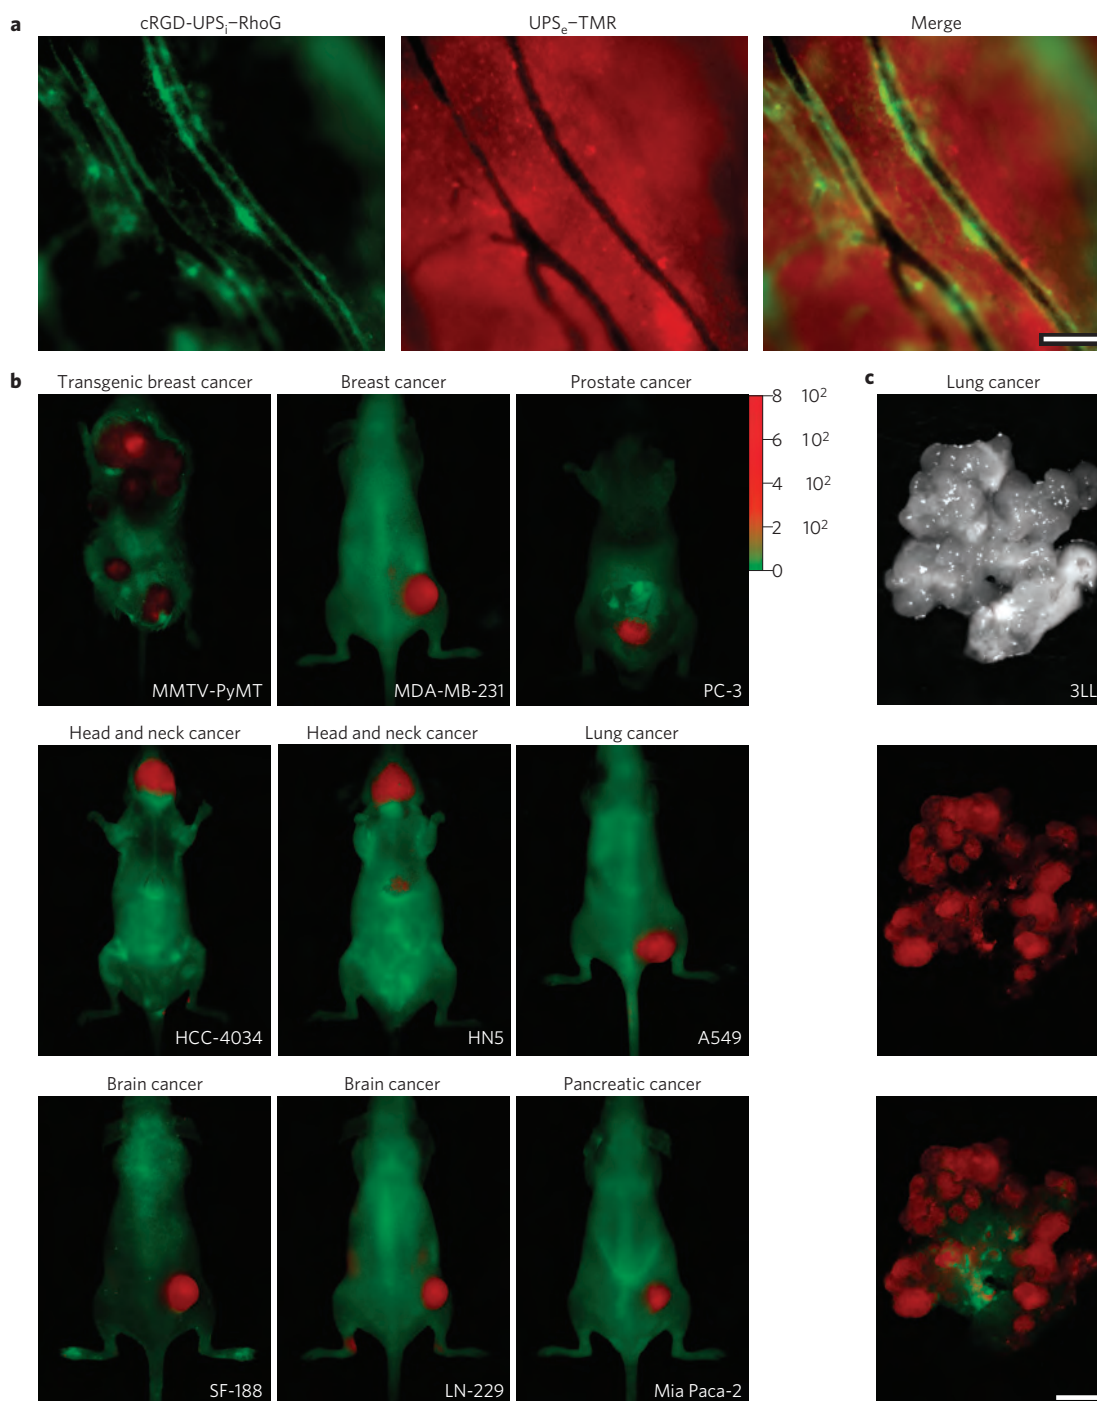 a
cRGD-UPSi–RhoG
UPSe–TMR
Merge
b
Transgenic breast cancer
Breast cancer
Prostate cancer
MMTV-PyMT
MDA-MB-231
PC-3
8 10²
6 10²
4 10²
2 10²
0
c
Lung cancer
3LL
Head and neck cancer
Head and neck cancer
Lung cancer
HCC-4034
HN5
A549
Brain cancer
Brain cancer
Pancreatic cancer
SF-188
LN-229
Mia Paca-2